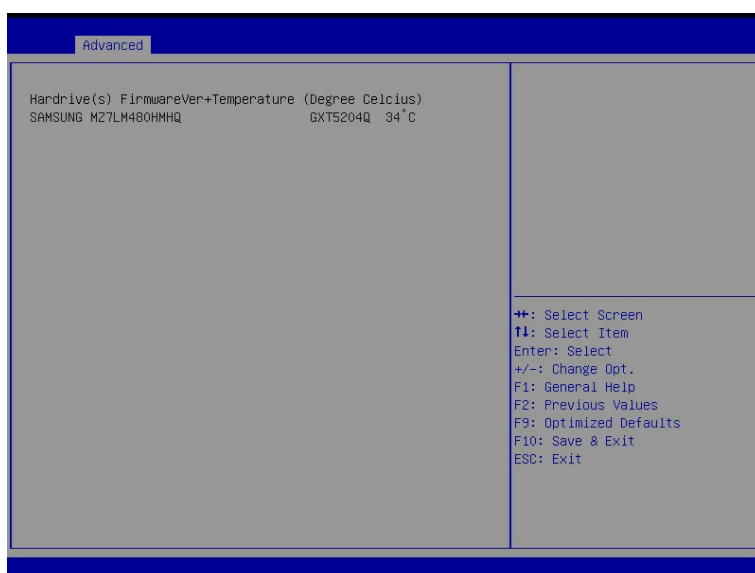 Advanced
Hardrive(s) FirmwareVer+Temperature (Degree Celcius)
SAMSUNG MZ7LM480HMHQ GXT5204Q 34°C
→←: Select Screen
↑↓: Select Item
Enter: Select
+/-: Change Opt.
F1: General Help
F2: Previous Values
F9: Optimized Defaults
F10: Save & Exit
ESC: Exit